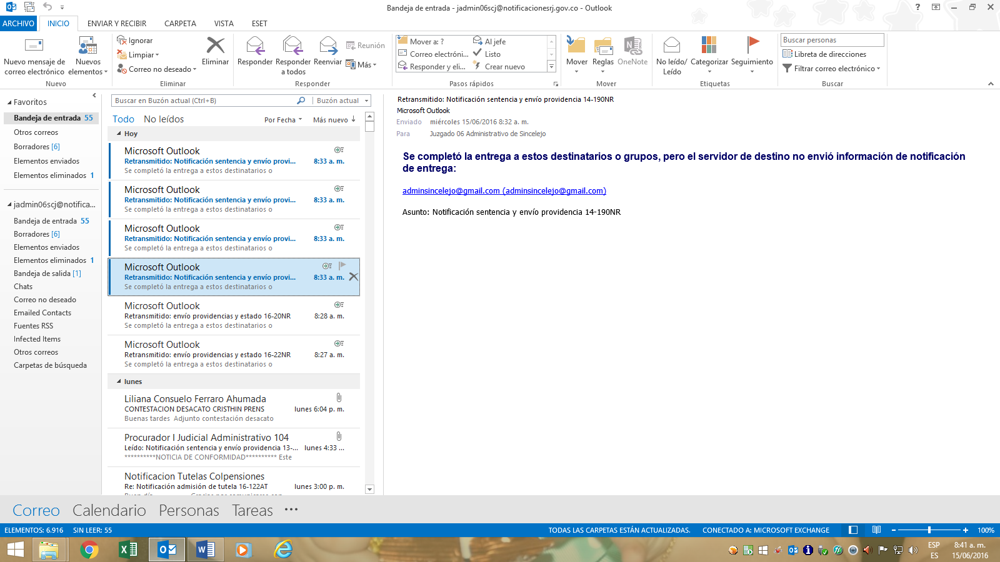 Bandeja de entrada - jadmin06scj@notificacionesrj.gov.co - Outlook
ARCHIVO INICIO ENVIAR Y RECIBIR CARPETA VISTA ESET
Nuevo mensaje de correo electrónico
Nuevos elementos
Nuevo
Ignorar
Limpiar
Correo no deseado
Eliminar
Eliminar
Responder
Responder a todos
Reenviar
Reunión
Más
Responder
Mover a: ?
Correo electróni...
Responder y eli...
Al jefe
Listo
Crear nuevo
Pasos rápidos
Mover
Reglas
OneNote
Mover
No leído/ Leído
Categorizar
Seguimiento
Etiquetas
Buscar personas
Libreta de direcciones
Filtrar correo electrónico
Buscar
Favoritos
Bandeja de entrada 55
Otros correos
Borradores [6]
Elementos enviados
Elementos eliminados 1
jadmin06scj@notifica...
Bandeja de entrada 55
Borradores [6]
Elementos enviados
Elementos eliminados 1
Bandeja de salida [1]
Chats
Correo no deseado
Emailed Contacts
Fuentes RSS
Infected Items
Otros correos
Carpetas de búsqueda
Buscar en Buzón actual (Ctrl+B) Buzón actual
Todo No leídos Por Fecha Más nuevo
Hoy
Microsoft Outlook
Retransmitido: Notificación sentencia y envío provi... 8:33 a. m.
Se completó la entrega a estos destinatarios o
Microsoft Outlook
Retransmitido: Notificación sentencia y envío provi... 8:33 a. m.
Se completó la entrega a estos destinatarios o
Microsoft Outlook
Retransmitido: Notificación sentencia y envío provi... 8:33 a. m.
Se completó la entrega a estos destinatarios o
Microsoft Outlook
Retransmitido: Notificación sentencia y envío provi... 8:33 a. m.
Se completó la entrega a estos destinatarios o
Microsoft Outlook
Retransmitido: envío providencias y estado 16-20NR 8:28 a. m.
Se completó la entrega a estos destinatarios o
Microsoft Outlook
Retransmitido: envío providencias y estado 16-22NR 8:27 a. m.
Se completó la entrega a estos destinatarios o
lunes
Liliana Consuelo Ferraro Ahumada
CONTESTACION DESACATO CRISTHIN PRENS lunes 6:04 p. m.
Buenas tardes Adjunto contestación desacato
Procurador I Judicial Administrativo 104
Leído: Notificación sentencia y envío providencia 13-... lunes 4:33 ...
**********NOTICIA DE CONFORMIDAD********** Este
Notificacion Tutelas Colpensiones
Re: Notificación admisión de tutela 16-122AT lunes 3:00 p. m.
Retransmitido: Notificación sentencia y envío providencia 14-190NR
Microsoft Outlook
Enviado miércoles 15/06/2016 8:32 a. m.
Para Juzgado 06 Administrativo de Sincelejo
Se completó la entrega a estos destinatarios o grupos, pero el servidor de destino no envió información de notificación
de entrega:
adminsincelejo@gmail.com (adminsincelejo@gmail.com)
Asunto: Notificación sentencia y envío providencia 14-190NR
Correo Calendario Personas Tareas ...
ELEMENTOS: 6.916 SIN LEER: 55 TODAS LAS CARPETAS ESTÁN ACTUALIZADAS. CONECTADO A: MICROSOFT EXCHANGE 100%
ESP
ES
8:41 a. m.
15/06/2016